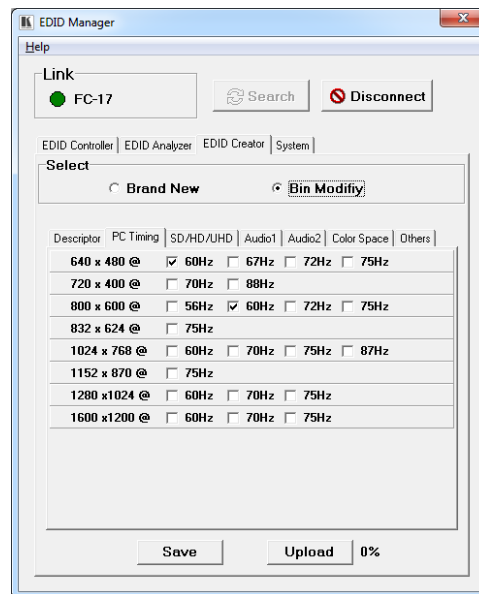 EDID Manager
Help
Link
FC-17
Search
Disconnect
EDID Controller EDID Analyzer EDID Creator System
Select
Brand New Bin Modifiy
Descriptor PC Timing SD/HD/UHD Audio1 Audio2 Color Space Others
640 x 480 @ 60Hz 67Hz 72Hz 75Hz
720 x 400 @ 70Hz 88Hz
800 x 600 @ 56Hz 60Hz 72Hz 75Hz
832 x 624 @ 75Hz
1024 x 768 @ 60Hz 70Hz 75Hz 87Hz
1152 x 870 @ 75Hz
1280 x1024 @ 60Hz 70Hz 75Hz
1600 x1200 @ 60Hz 70Hz 75Hz
Save Upload 0%